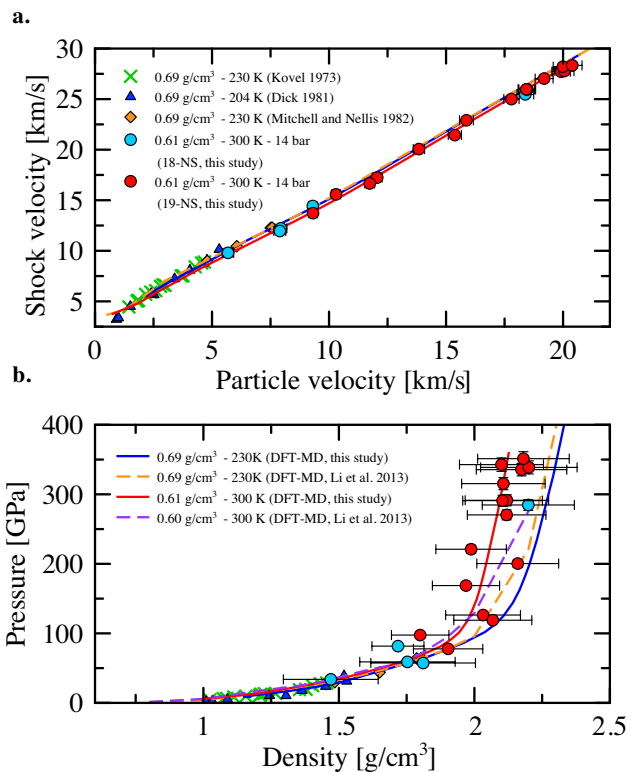 a.
30
25
20
15
10
5
Shock velocity [km/s]
0.69 g/cm³ - 230 K (Kovel 1973)
0.69 g/cm³ - 204 K (Dick 1981)
0.69 g/cm³ - 230 K (Mitchell and Nellis 1982)
0.61 g/cm³ - 300 K - 14 bar
(18-NS, this study)
0.61 g/cm³ - 300 K - 14 bar
(19-NS, this study)
0 5 10 15 20
Particle velocity [km/s]
b.
400
300
200
100
0
Pressure [GPa]
0.69 g/cm³ - 230K (DFT-MD, this study)
0.69 g/cm³ - 230K (DFT-MD, Li et al. 2013)
0.61 g/cm³ - 300 K (DFT-MD, this study)
0.60 g/cm³ - 300 K (DFT-MD, Li et al. 2013)
1 1.5 2 2.5
Density [g/cm³]